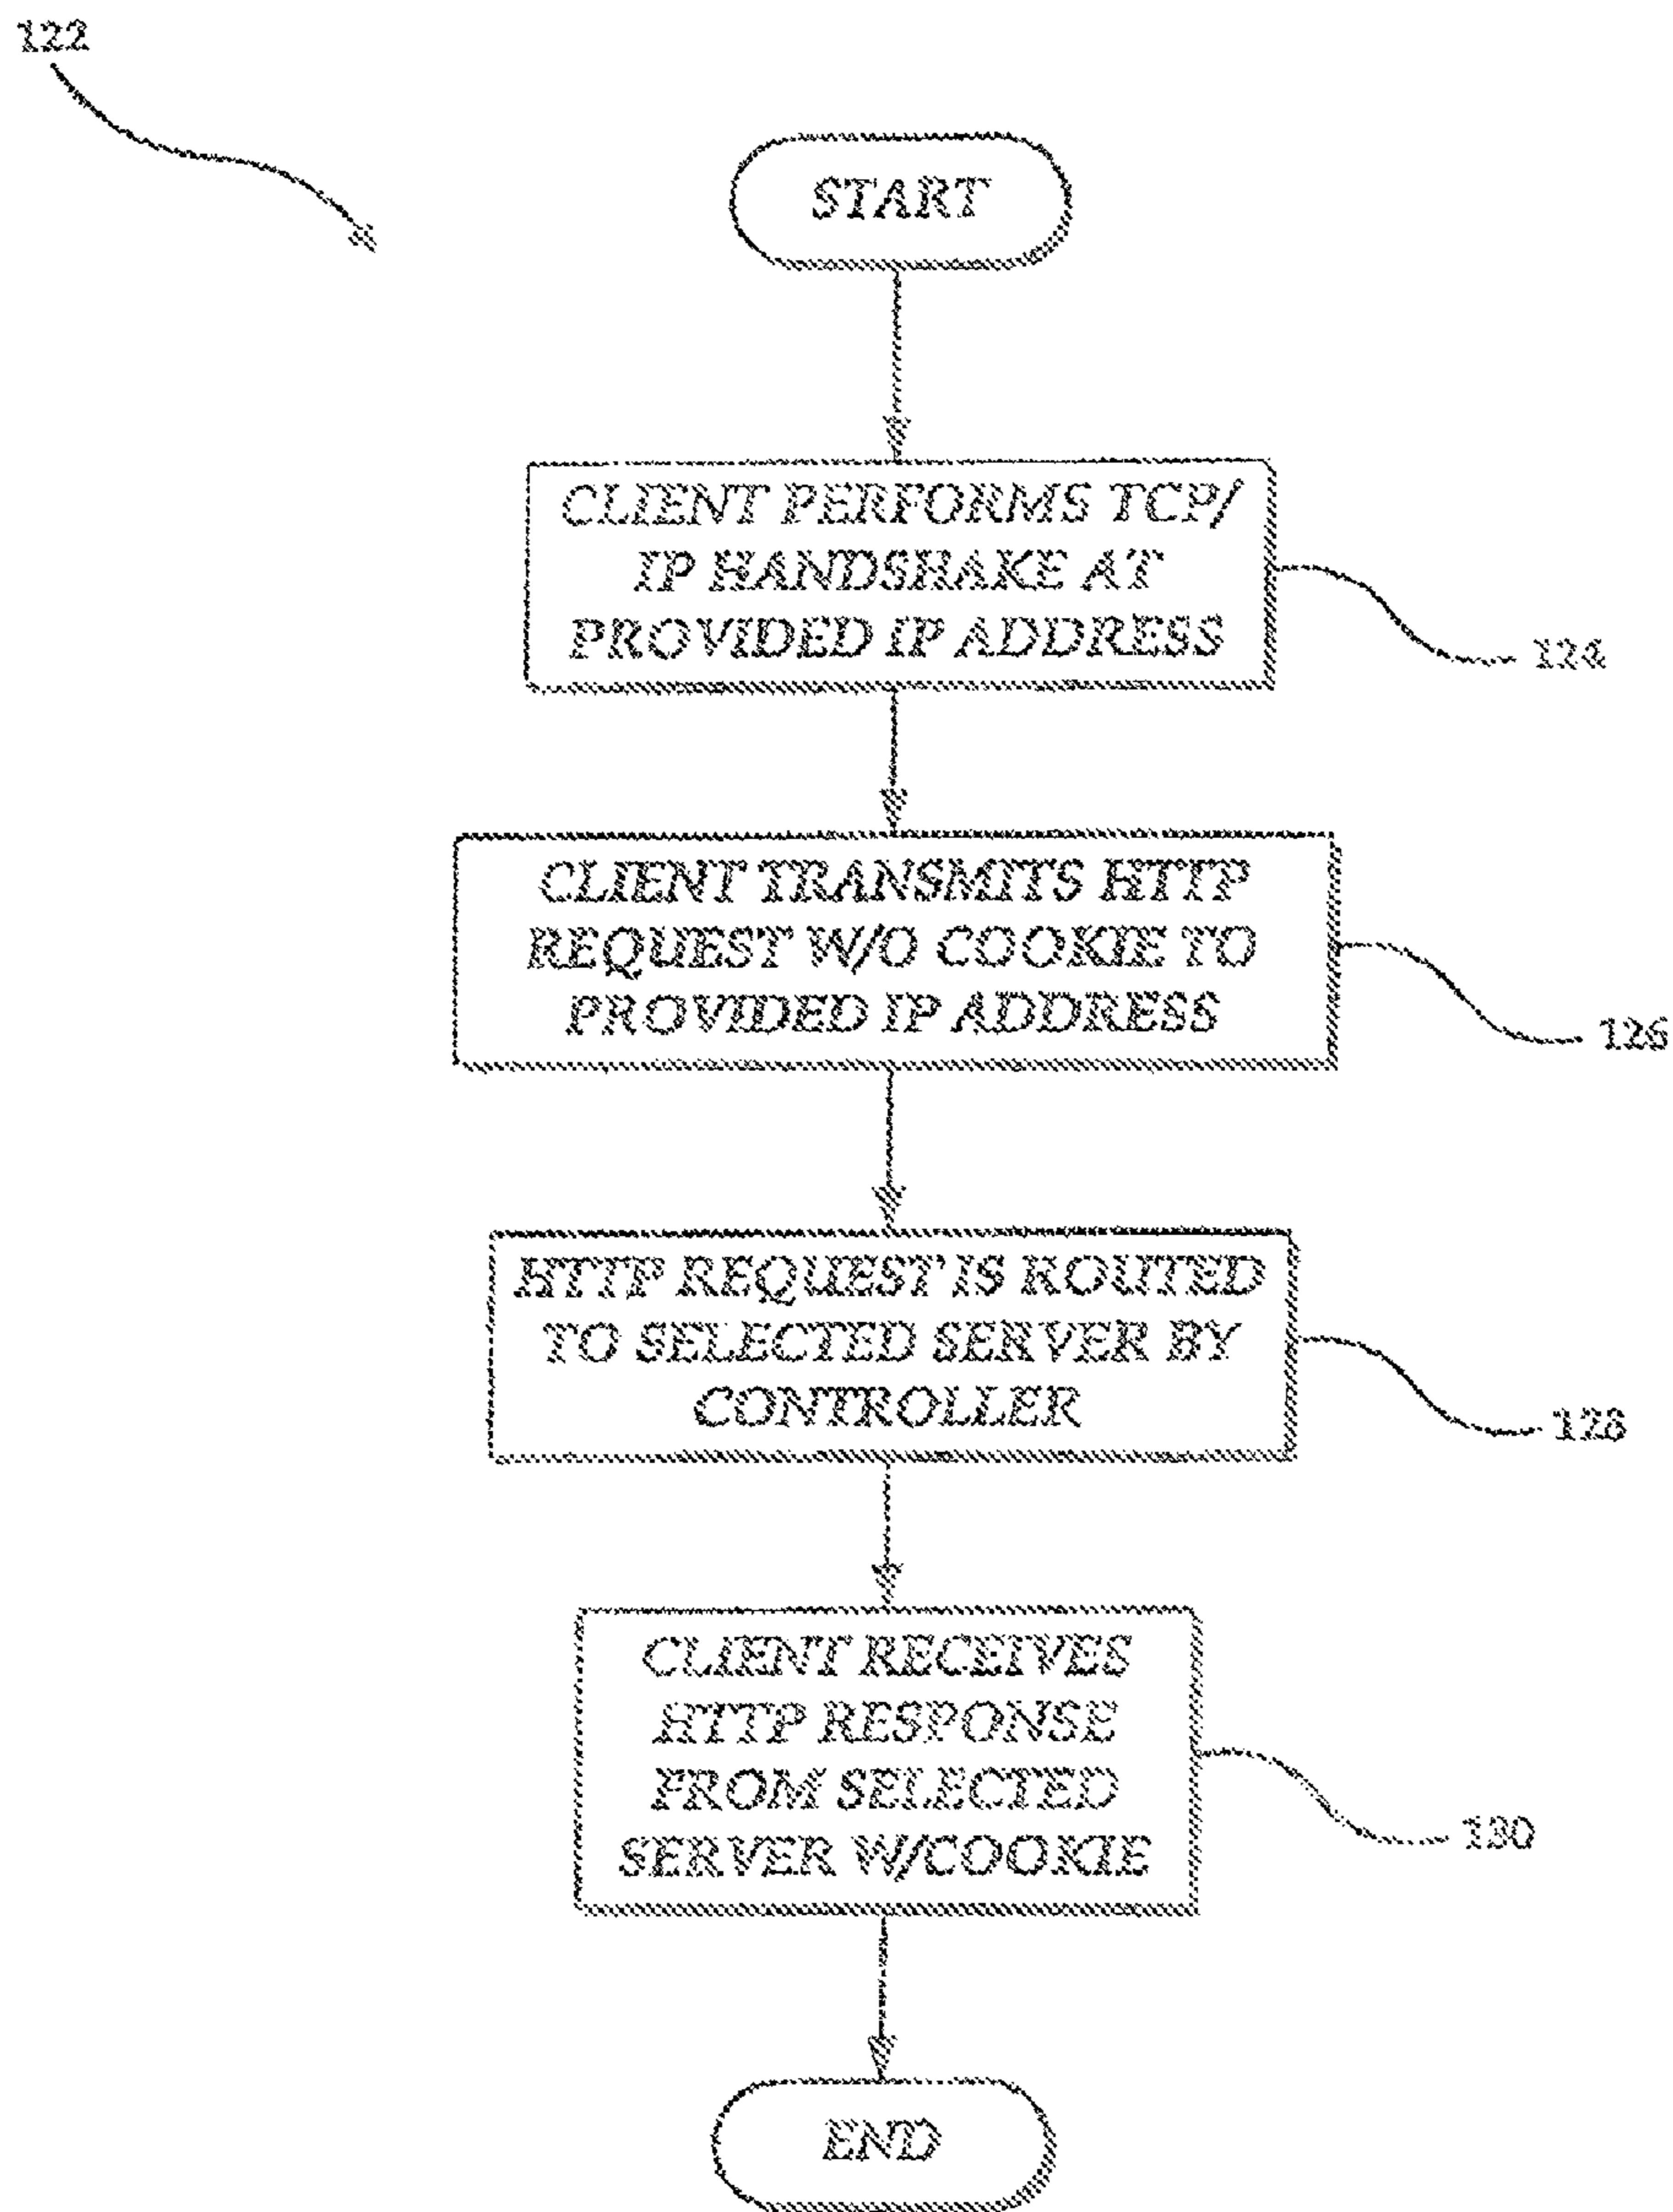 122
START
CLIENT PERFORMS TCP/
IP HANDSHAKE AT
PROVIDED IP ADDRESS
124
CLIENT TRANSMITS HTTP
REQUEST W/O COOKIE TO
PROVIDED IP ADDRESS
126
HTTP REQUEST IS ROUTED
TO SELECTED SERVER BY
CONTROLLER
128
CLIENT RECEIVES
HTTP RESPONSE
FROM SELECTED
SERVER W/COOKIE
130
END